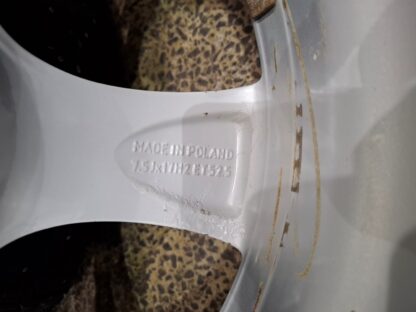 MADE IN POLAND
7.5Jx17H2 ET52.5